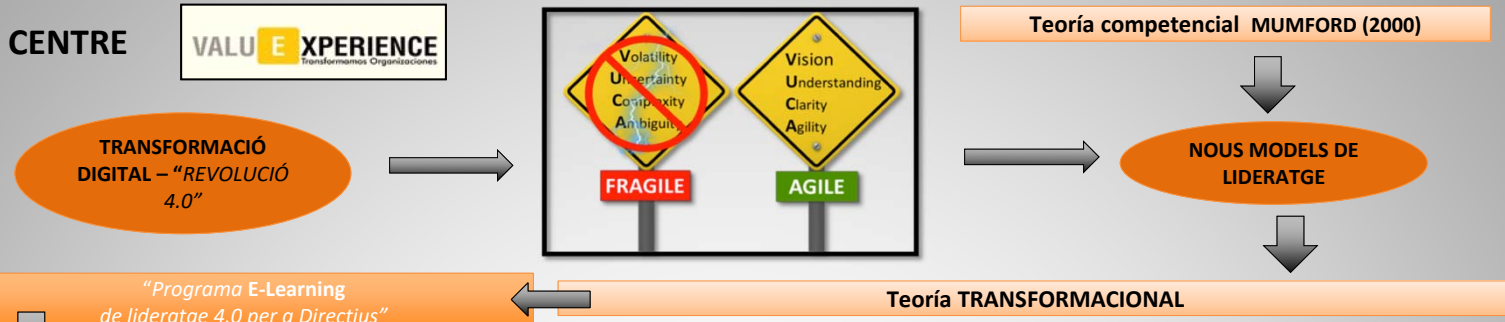 CENTRE
VALU E XPERIENCE
Transformamos Organizaciones
TRANSFORMACIÓ
DIGITAL – “REVOLUCIÓ
4.0”
Volatility
Uncertainty
Complexity
Ambiguity
FRAGILE
Vision
Understanding
Clarity
Agility
AGILE
Teoría competencial MUMFORD (2000)
NOUS MODELS DE
LIDERATGE
Teoría TRANSFORMACIONAL
“Programa E-Learning
de lideratge 4.0 per a Directius”